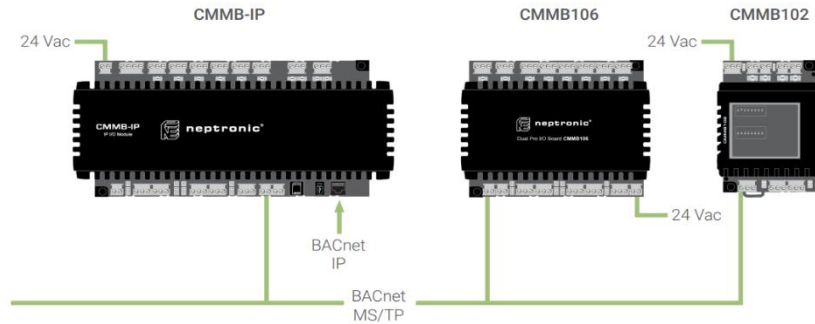 CMMB-IP
CMMB106
CMMB102
24 Vac
24 Vac
CMMB-IP
IP I/O Module
neptronic®
neptronic®
Dual Pro I/O Board CMMB106
24 Vac
BACnet
IP
BACnet
MS/TP